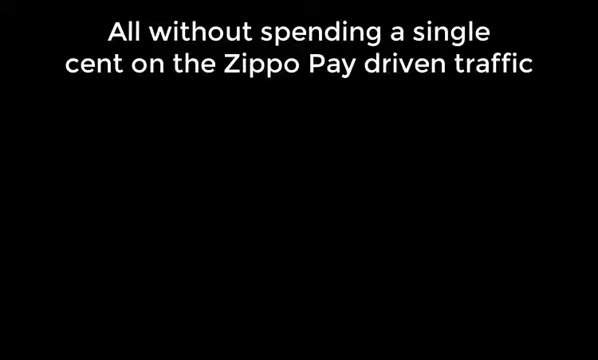 All without spending a single
cent on the Zippo Pay driven traffic